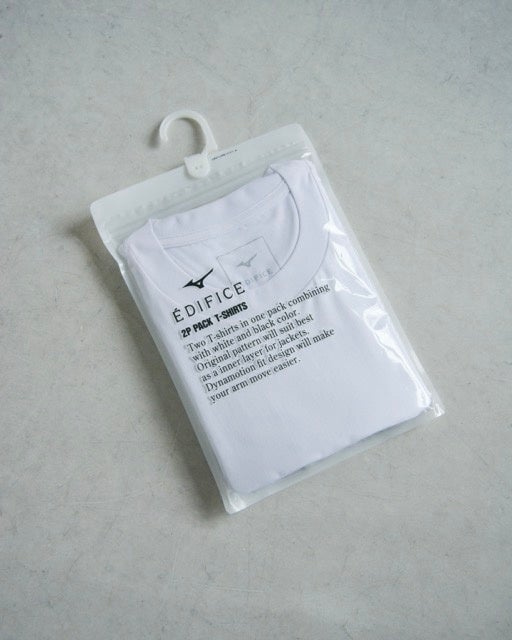 ÉDIFICE
2P PACK T-SHIRTS
Two T-shirts in one pack combining
with white and black color.
Original pattern will suit best
as a inner layer for jackets.
Dynamotion fit design will make
your arm move easier.
EDIFICE